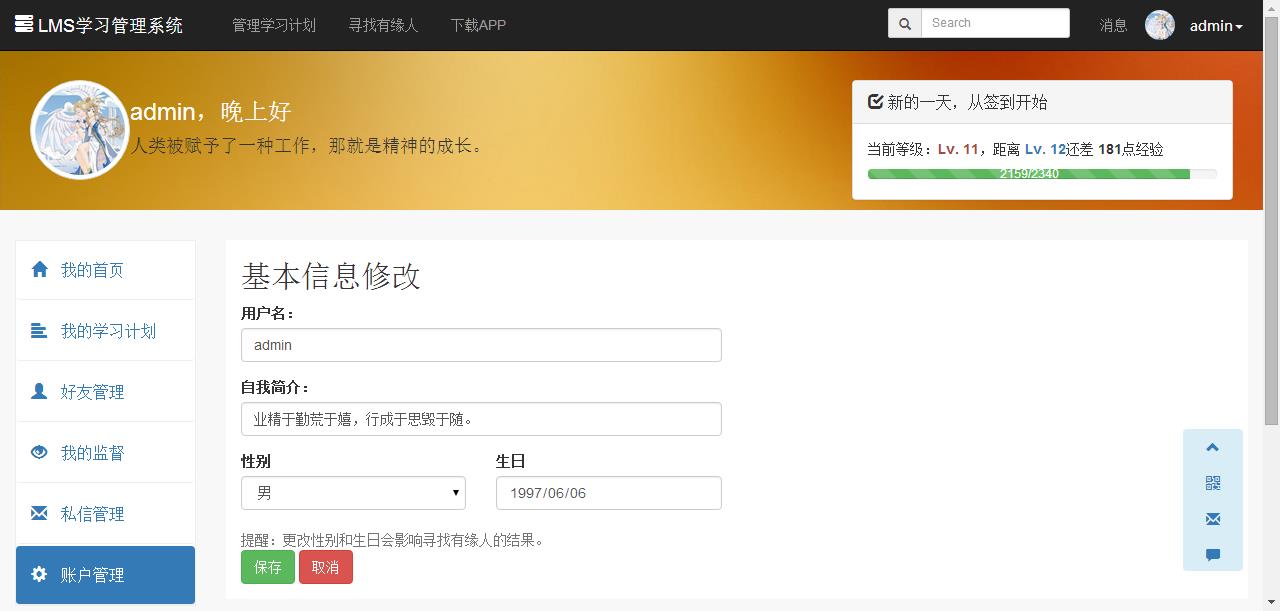 LMS学习管理系统 管理学习计划 寻找有缘人 下载APP Search 消息 admin
admin，晚上好
人类被赋予了一种工作，那就是精神的成长。
新的一天，从签到开始
当前等级：Lv. 11，距离 Lv. 12还差 181点经验
2159/2340
我的首页
我的学习计划
好友管理
我的监督
私信管理
账户管理
基本信息修改
用户名：
admin
自我简介：
业精于勤荒于嬉，行成于思毁于随。
性别 生日
男 1997/06/06
提醒：更改性别和生日会影响寻找有缘人的结果。
保存 取消